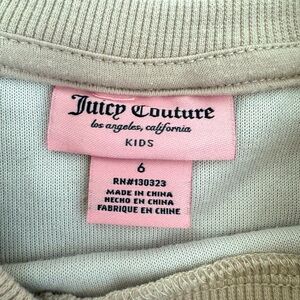 Juicy Couture
los angeles, california
KIDS
6
RN#130323
MADE IN CHINA
HECHO EN CHINA
FABRIQUE EN CHINE